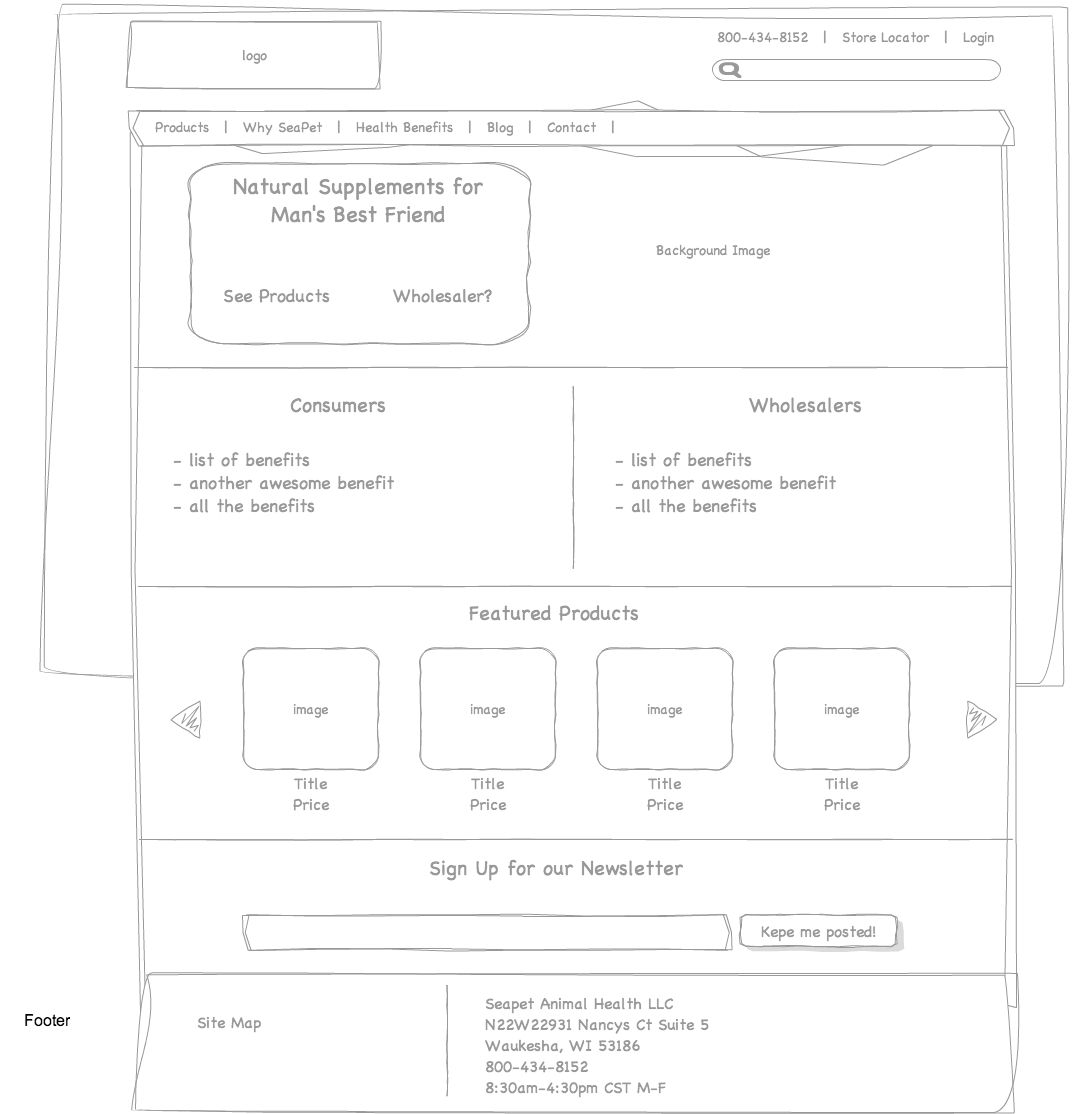 logo
800-434-8152 | Store Locator | Login
Products | Why SeaPet | Health Benefits | Blog | Contact |
Natural Supplements for
Man's Best Friend
See Products Wholesaler?
Background Image
Consumers
- list of benefits
- another awesome benefit
- all the benefits
Wholesalers
- list of benefits
- another awesome benefit
- all the benefits
Featured Products
image image image image
Title Title Title Title
Price Price Price Price
Sign Up for our Newsletter
Kepe me posted!
Footer
Site Map
Seapet Animal Health LLC
N22W22931 Nancys Ct Suite 5
Waukesha, WI 53186
800-434-8152
8:30am-4:30pm CST M-F